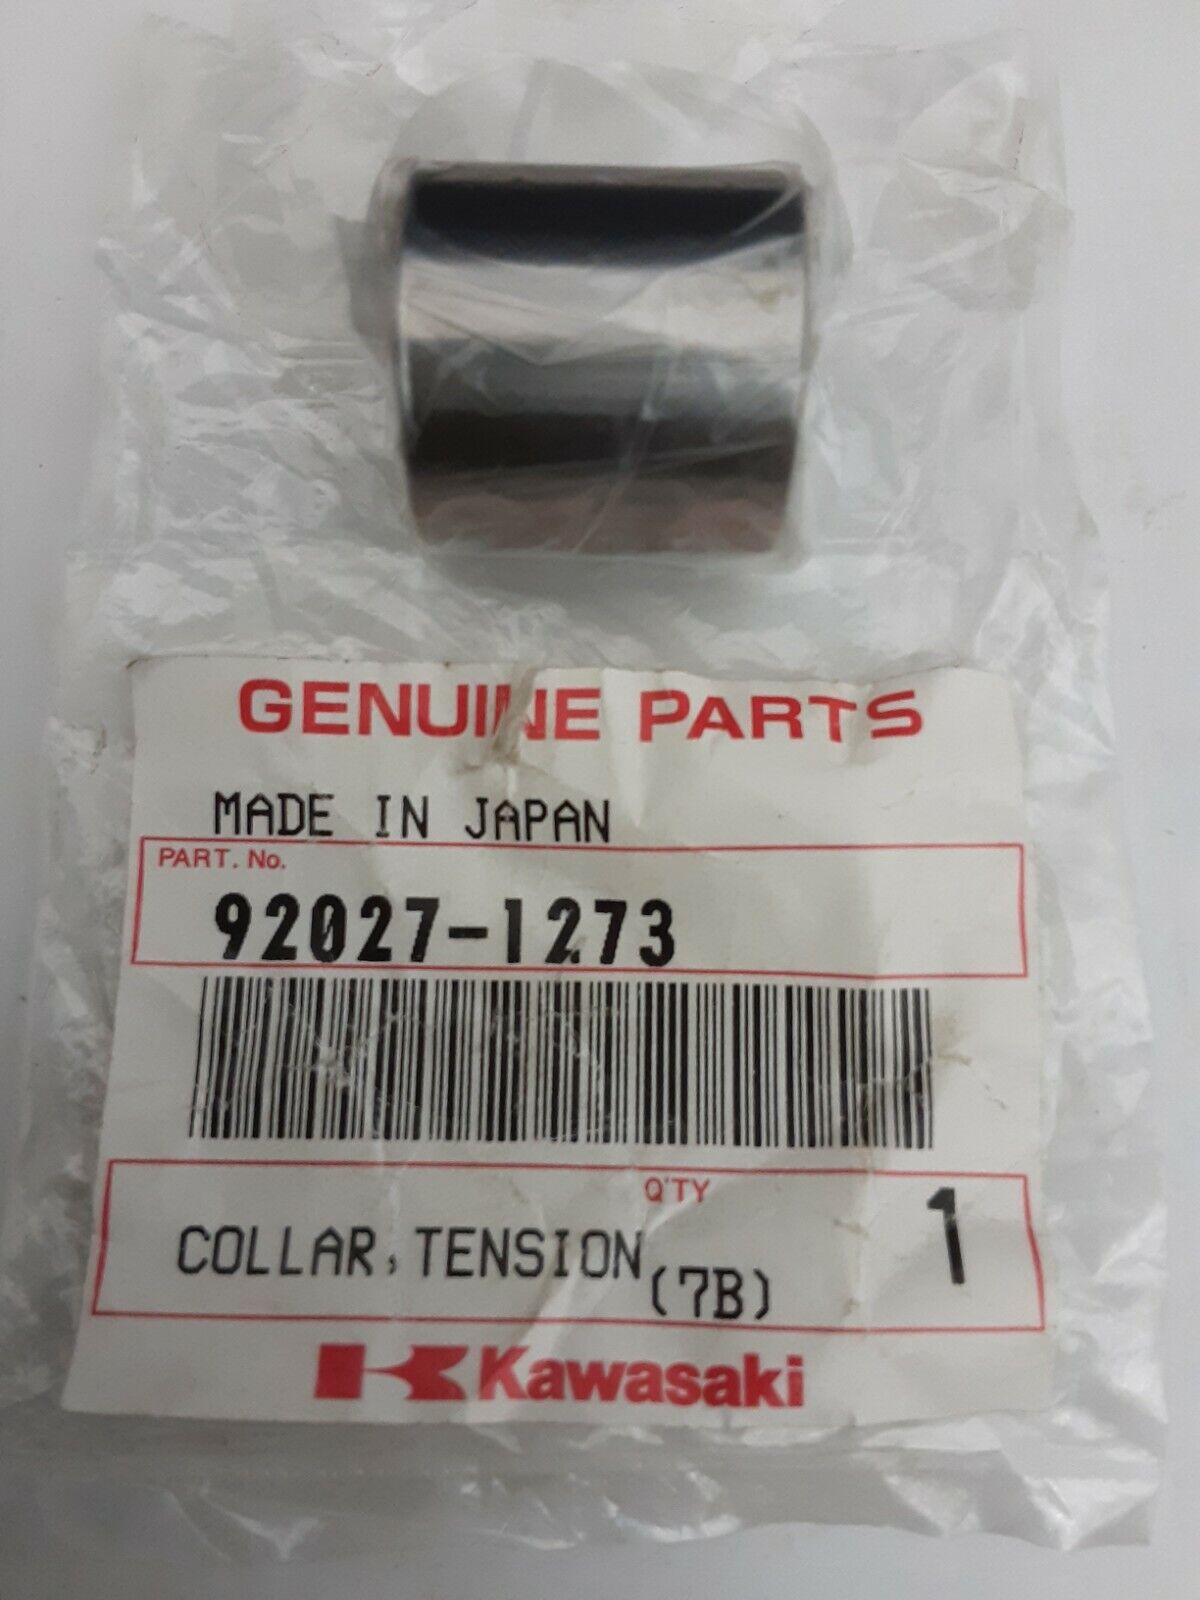 GENUINE PARTS
MADE IN JAPAN
PART. No.
92027-1273
Q'TY
COLLAR, TENSION (7B) 1
Kawasaki